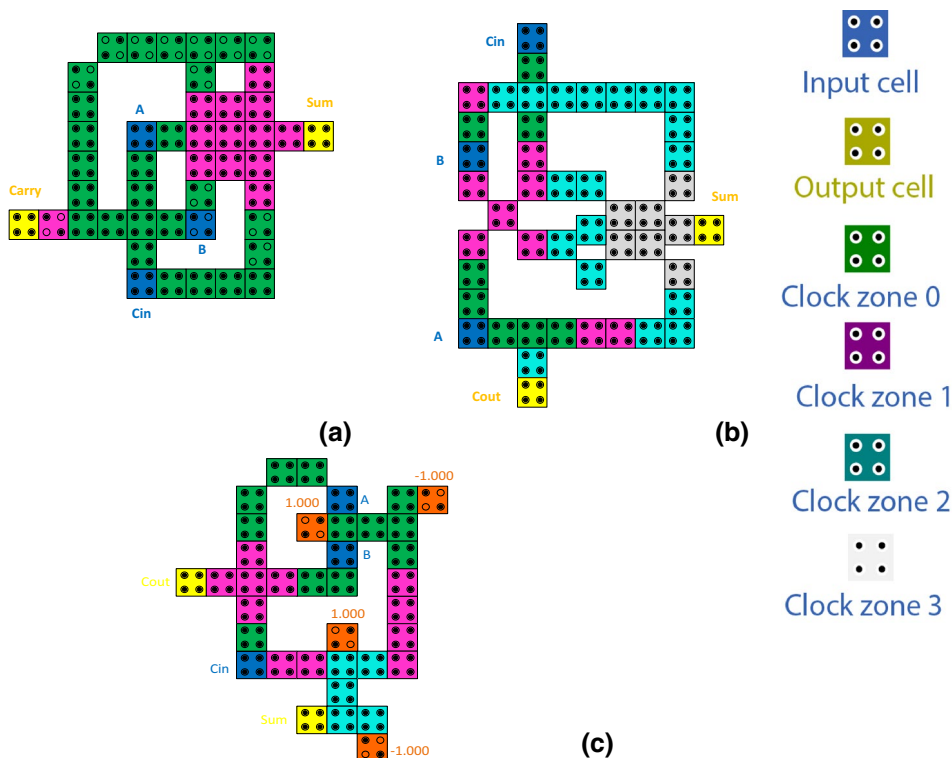 A
Sum
Carry
B
Cin
(a)
Cin
B
Sum
A
Cout
(b)
-1.000
1.000
A
B
Cout
1.000
Cin
Sum
-1.000
(c)
Input cell
Output cell
Clock zone 0
Clock zone 1
Clock zone 2
Clock zone 3